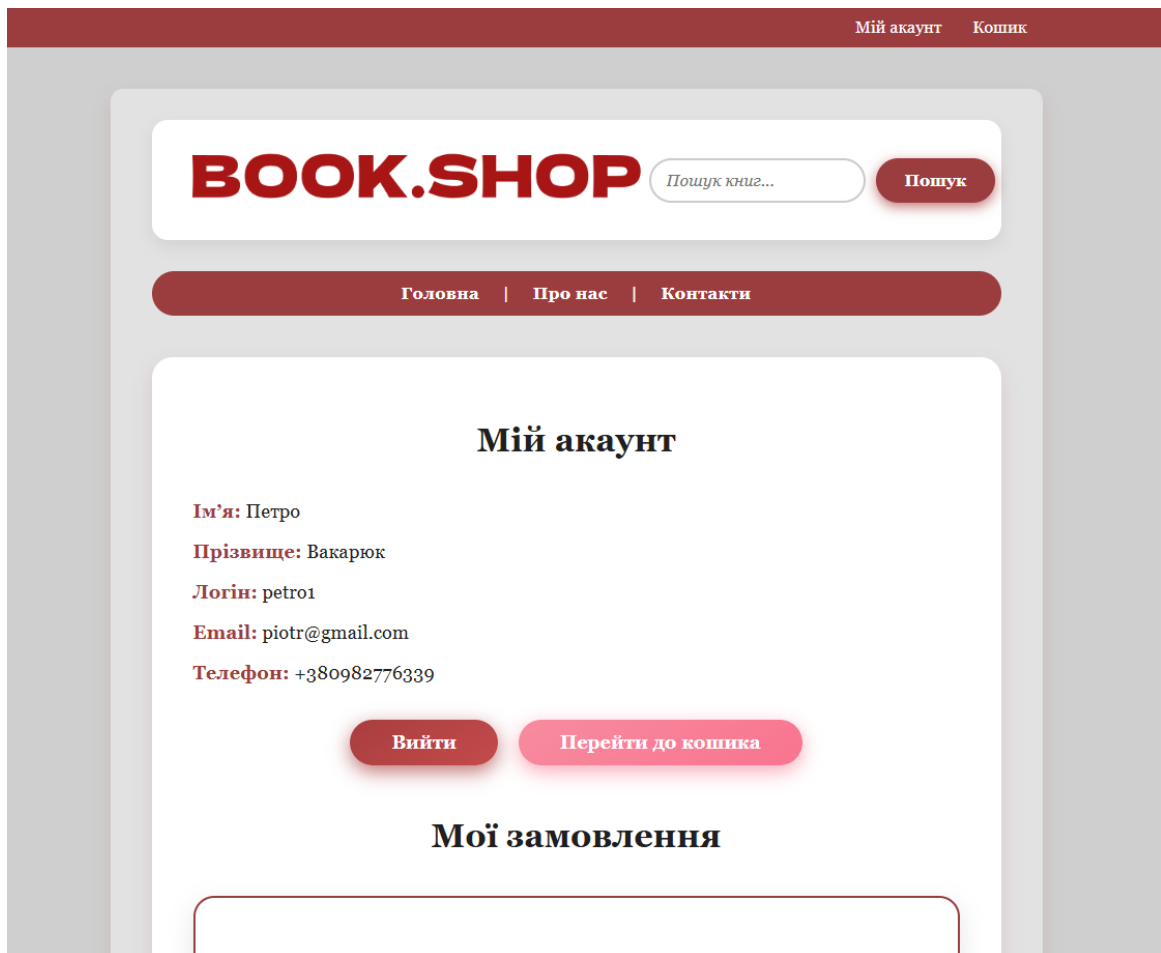 Мій акаунт Кошик
BOOK.SHOP Пошук книг... Пошук
Головна | Про нас | Контакти
Мій акаунт
Ім’я: Петро
Прізвище: Вакарюк
Логін: petro1
Email: piotr@gmail.com
Телефон: +380982776339
Вийти Перейти до кошика
Мої замовлення